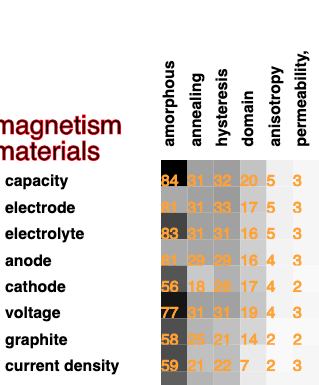 amorphous annealing hysteresis domain anisotropy permeability,
magnetism
materials
capacity 84 31 32 20 5 3
electrode 81 31 33 17 5 3
electrolyte 83 31 31 16 5 3
anode 81 29 29 16 4 3
cathode 56 18 26 17 4 2
voltage 77 31 31 19 4 3
graphite 58 25 21 14 2 2
current density 59 21 22 7 2 3